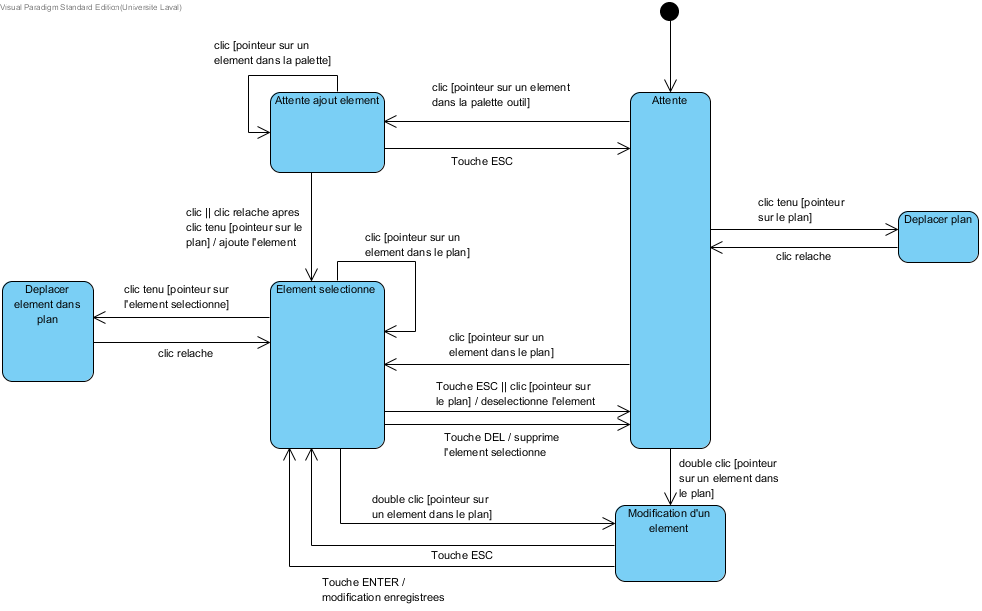 Visual Paradigm Standard Edition(Universite Laval)
clic [pointeur sur un
element dans la palette]
Attente ajout element
clic [pointeur sur un element
dans la palette outil]
Attente
Touche ESC
clic || clic relache apres
clic tenu [pointeur sur le
plan] / ajoute l'element
clic tenu [pointeur
sur le plan]
Deplacer plan
clic relache
clic [pointeur sur un
element dans le plan]
Deplacer
element dans
plan
clic tenu [pointeur sur
l'element selectionne]
clic relache
Element selectionne
clic [pointeur sur un
element dans le plan]
Touche ESC || clic [pointeur sur
le plan] / deselectionne l'element
Touche DEL / supprime
l'element selectionne
double clic [pointeur
sur un element dans
le plan]
double clic [pointeur sur
un element dans le plan]
Modification d'un
element
Touche ESC
Touche ENTER /
modification enregistrees